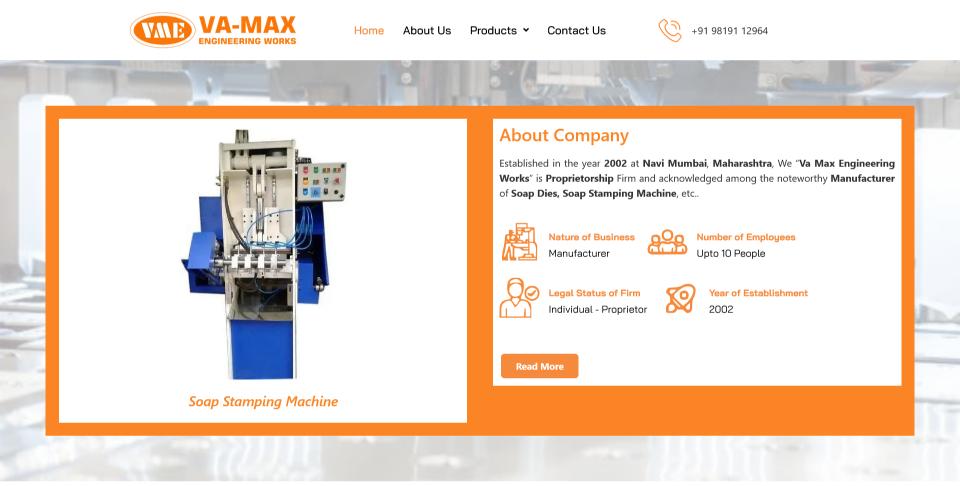 VME VA-MAX
ENGINEERING WORKS
Home About Us Products Contact Us +91 98191 12964
About Company
Established in the year 2002 at Navi Mumbai, Maharashtra, We “Va Max Engineering
Works” is Proprietorship Firm and acknowledged among the noteworthy Manufacturer
of Soap Dies, Soap Stamping Machine, etc..
Nature of Business
Manufacturer
Number of Employees
Upto 10 People
Legal Status of Firm
Individual - Proprietor
Year of Establishment
2002
Read More
Soap Stamping Machine